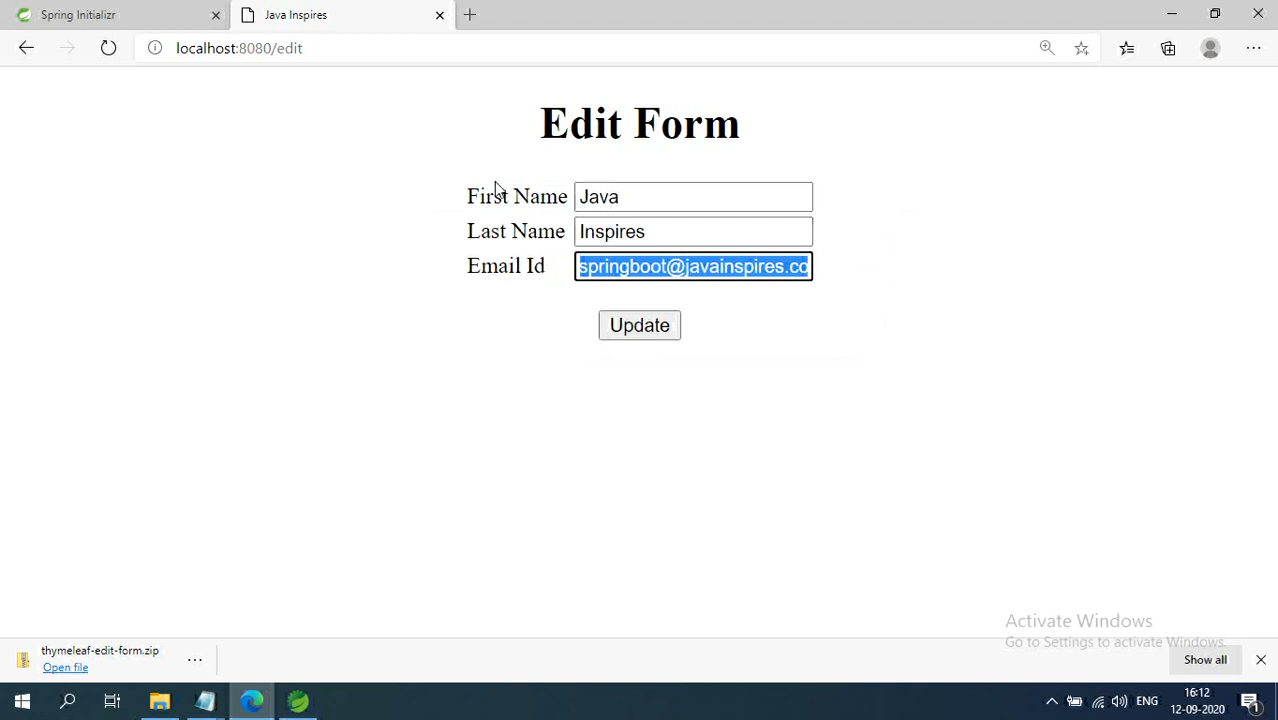 Spring Initializr
Java Inspires
localhost:8080/edit
Edit Form
First Name Java
Last Name Inspires
Email Id springboot@javainspires.co
Update
Activate Windows
Go to Settings to activate Windows.
thymeleaf-edit-form.zip
Open file
Show all
ENG
16:12
12-09-2020
1